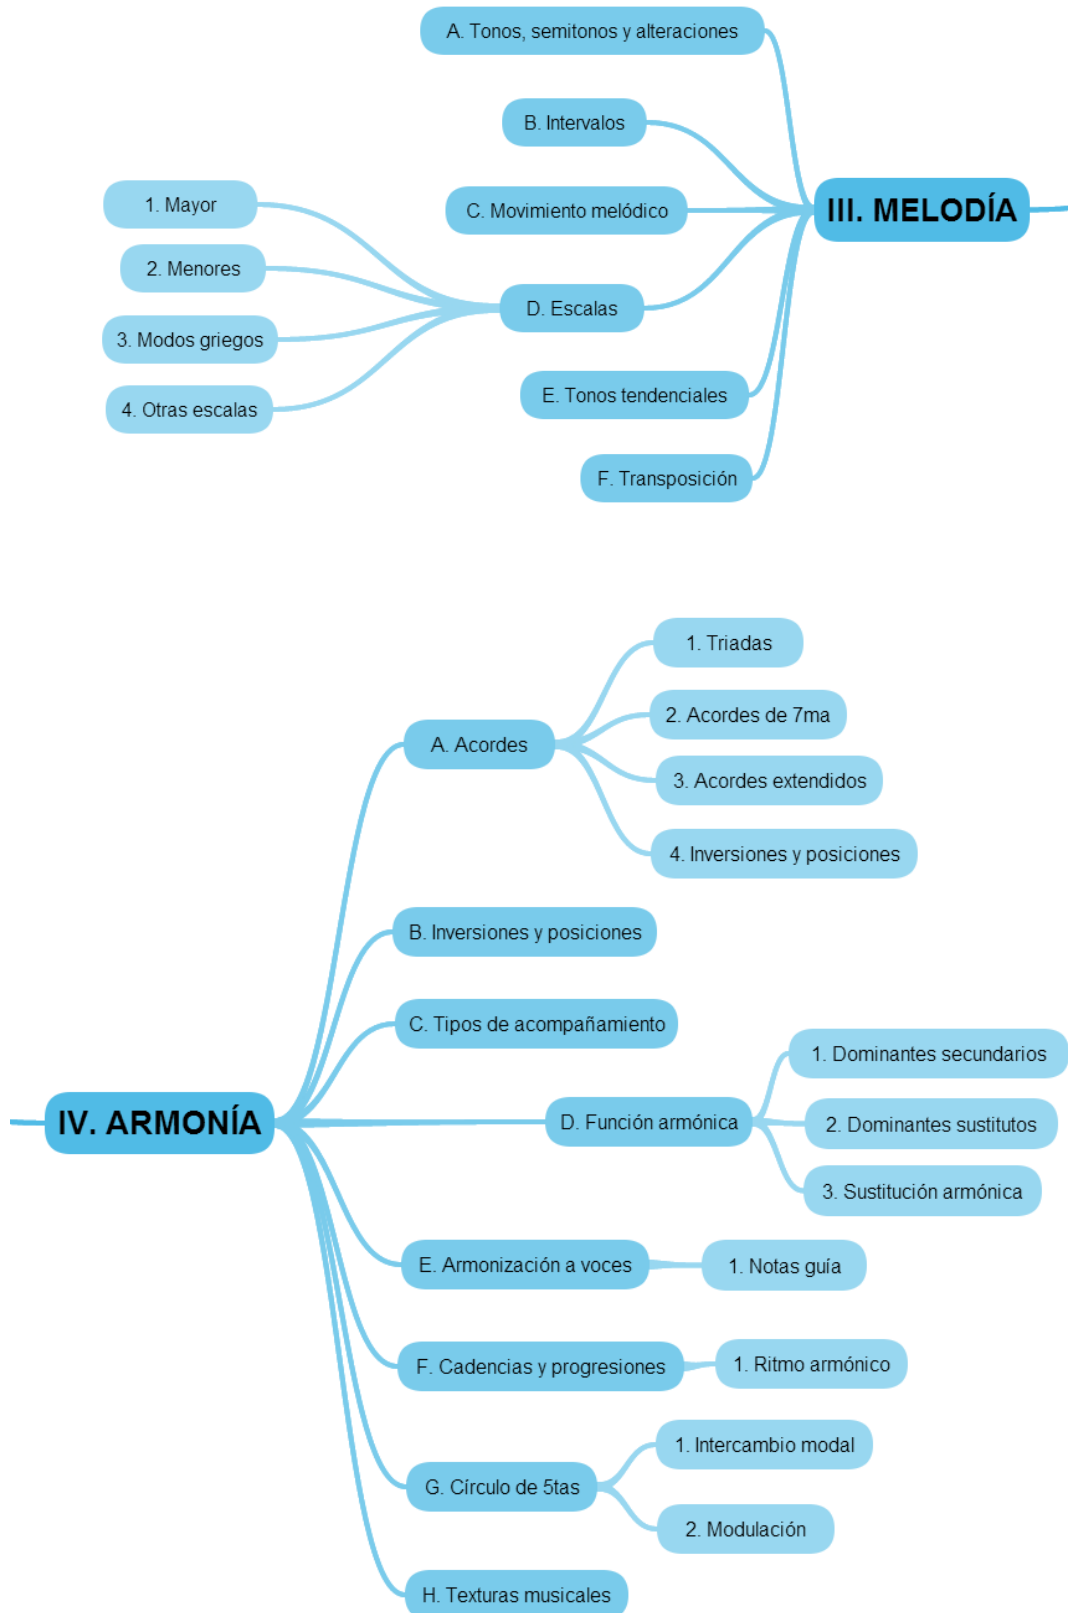 III. MELODÍA
A. Tonos, semitonos y alteraciones
B. Intervalos
C. Movimiento melódico
D. Escalas
1. Mayor
2. Menores
3. Modos griegos
4. Otras escalas
E. Tonos tendenciales
F. Transposición
IV. ARMONÍA
A. Acordes
1. Triadas
2. Acordes de 7ma
3. Acordes extendidos
4. Inversiones y posiciones
B. Inversiones y posiciones
C. Tipos de acompañamiento
D. Función armónica
1. Dominantes secundarios
2. Dominantes sustitutos
3. Sustitución armónica
E. Armonización a voces
1. Notas guía
F. Cadencias y progresiones
1. Ritmo armónico
G. Círculo de 5tas
1. Intercambio modal
2. Modulación
H. Texturas musicales